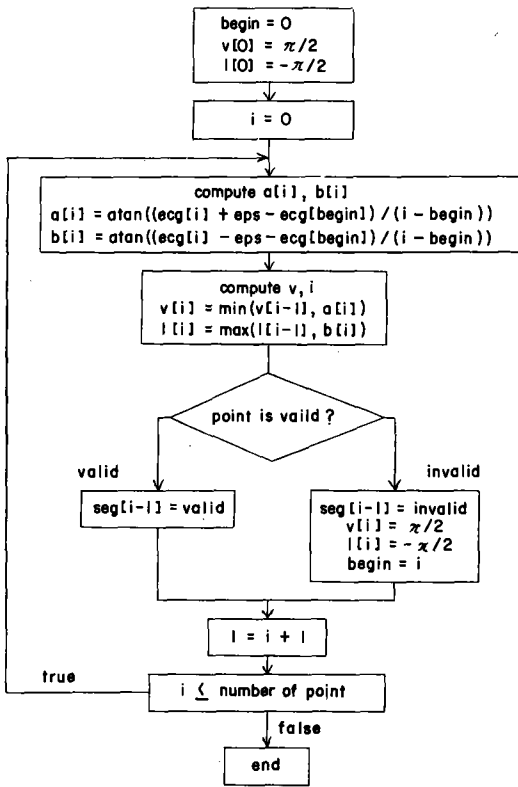 begin = 0
v[0] = π/2
l[0] = -π/2
i = 0
compute a[i], b[i]
a[i] = atan((ecg[i] + eps - ecg[begin])/(i - begin))
b[i] = atan((ecg[i] - eps - ecg[begin])/(i - begin))
compute v, i
v[i] = min(v[i-1], a[i])
l[i] = max(l[i-1], b[i])
point is vaild ?
valid
invalid
seg[i-1] = valid
seg[i-1] = invalid
v[i] = π/2
l[i] = -π/2
begin = i
I = i + 1
true
i ≤ number of point
false
end